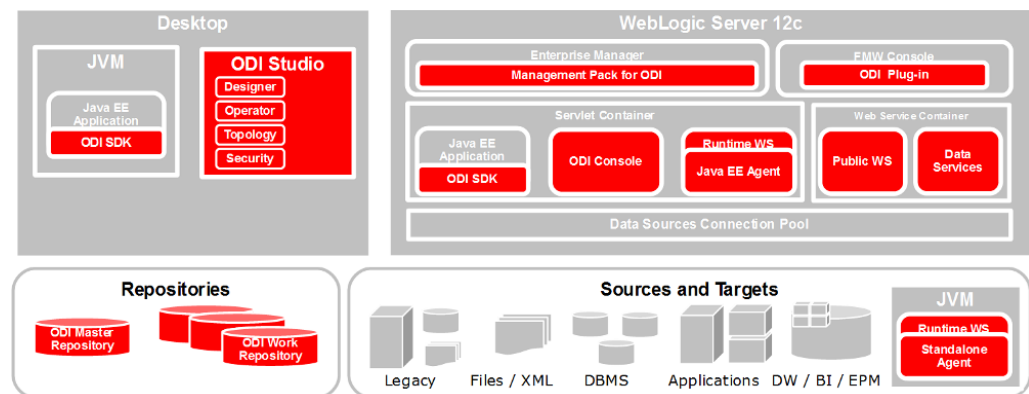 Desktop
JVM
Java EE
Application
ODI SDK
ODI Studio
Designer
Operator
Topology
Security
WebLogic Server 12c
Enterprise Manager
Management Pack for ODI
FMW Console
ODI Plug-in
Servlet Container
Java EE
Application
ODI SDK
ODI Console
Runtime WS
Java EE Agent
Web Service Container
Public WS
Data
Services
Data Sources Connection Pool
Repositories
ODI Master
Repository
ODI Work
Repository
Sources and Targets
Legacy
Files / XML
DBMS
Applications
DW / BI / EPM
JVM
Runtime WS
Standalone
Agent